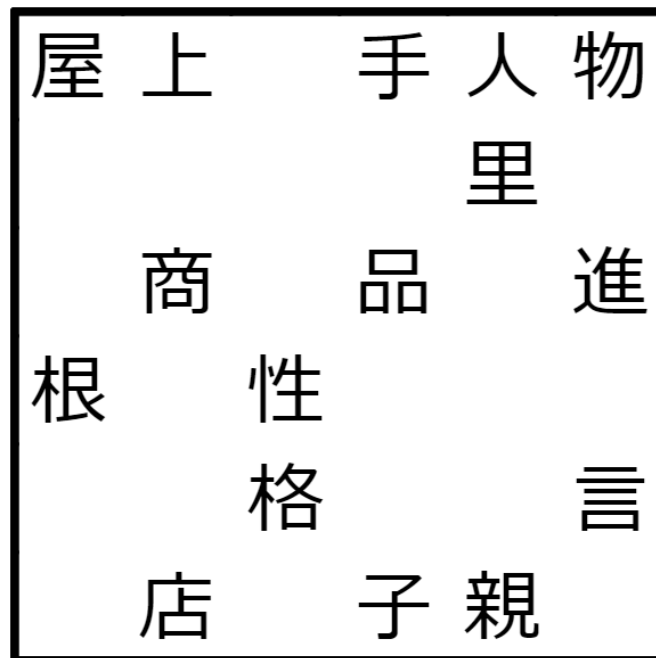 屋上 手人物
里
商 品 進
根 性
格 言
店 子親